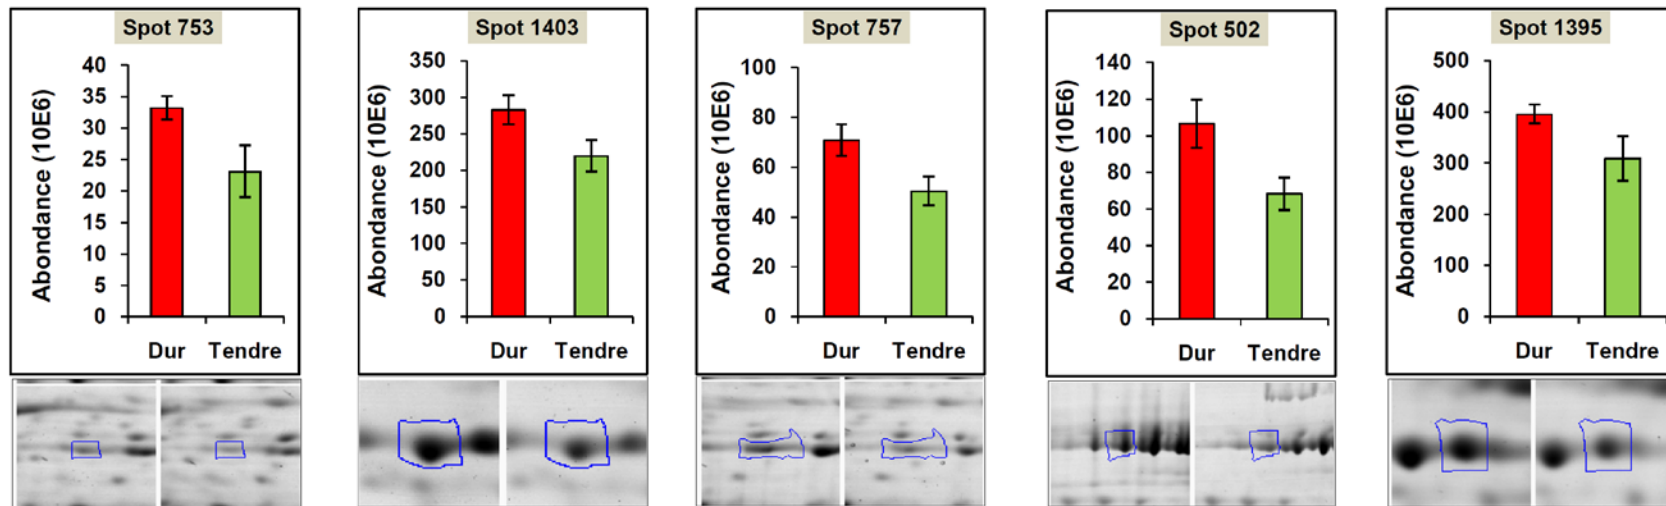 Spot 753
Abondance (10E6)
40
35
30
25
20
15
10
5
0
Dur Tendre
Spot 1403
Abondance (10E6)
350
300
250
200
150
100
50
0
Dur Tendre
Spot 757
Abondance (10E6)
100
80
60
40
20
0
Dur Tendre
Spot 502
Abondance (10E6)
140
120
100
80
60
40
20
0
Dur Tendre
Spot 1395
Abondance (10E6)
500
400
300
200
100
0
Dur Tendre